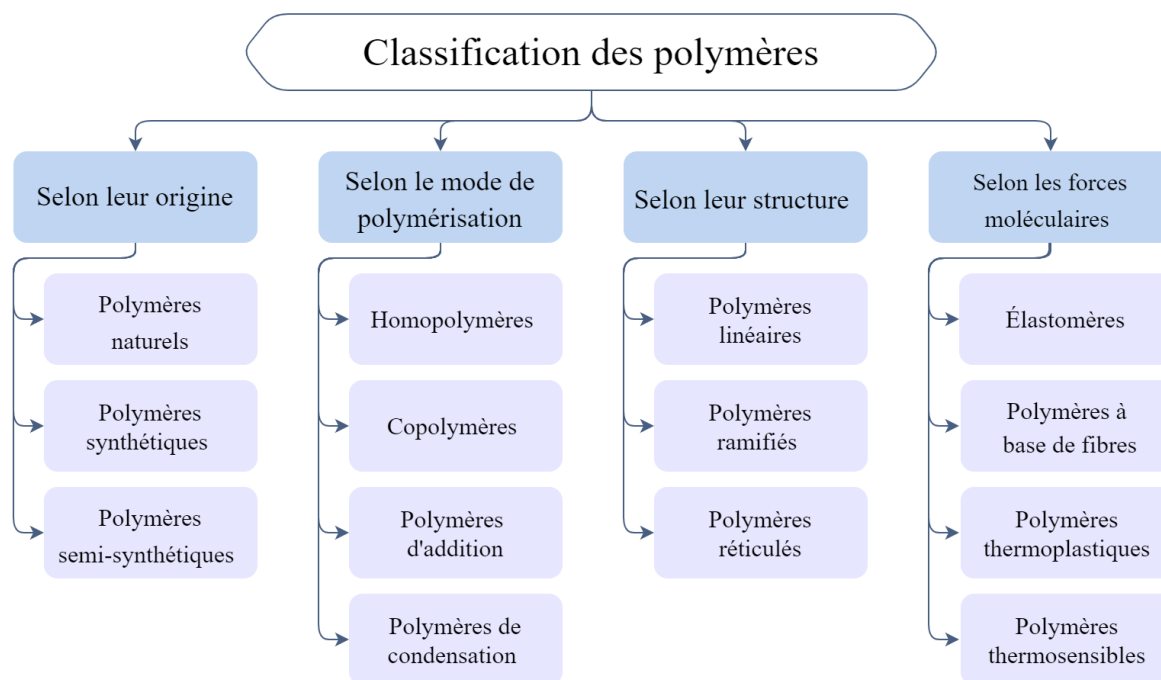 Classification des polymères
Selon leur origine
Polymères
naturels
Polymères
synthétiques
Polymères
semi-synthétiques
Selon le mode de
polymérisation
Homopolymères
Copolymères
Polymères
d'addition
Polymères de
condensation
Selon leur structure
Polymères
linéaires
Polymères
ramifiés
Polymères
réticulés
Selon les forces
moléculaires
Élastomères
Polymères à
base de fibres
Polymères
thermoplastiques
Polymères
thermosensibles